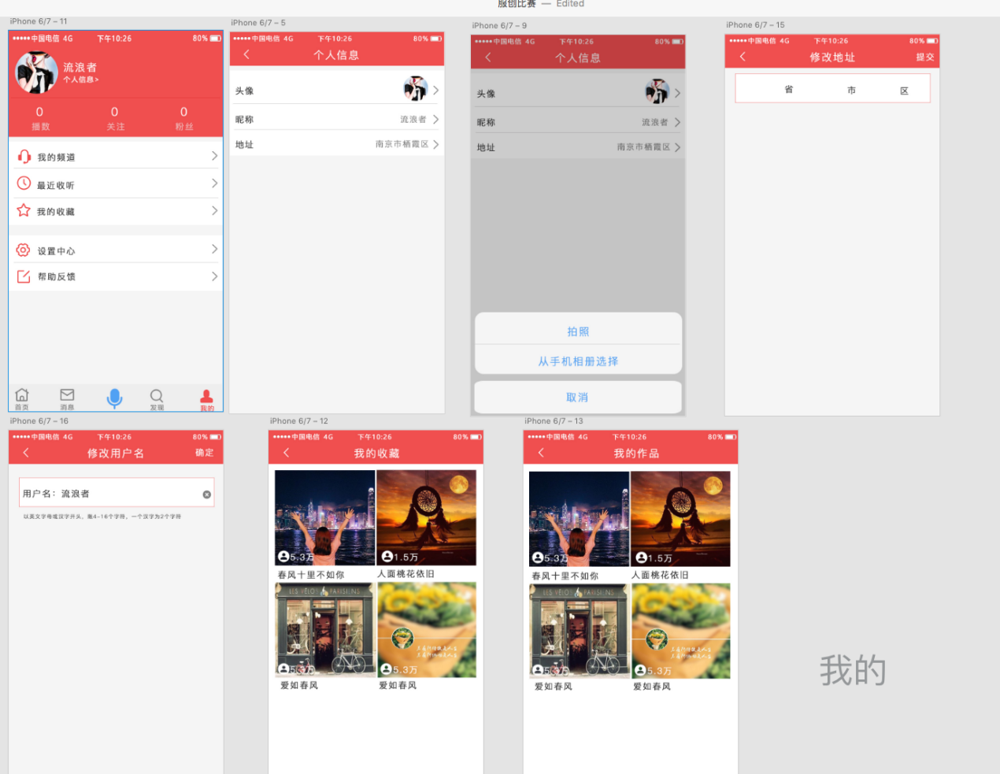 服创比赛 — Edited
iPhone 6/7 – 11
中国电信 4G 下午10:26 80%
流浪者
个人信息>
0 0 0
播数 关注 粉丝
我的频道
最近收听
我的收藏
设置中心
帮助反馈
首页 消息 发现 我的
iPhone 6/7 – 5
中国电信 4G 下午10:26 80%
个人信息
头像
昵称 流浪者
地址 南京市栖霞区
iPhone 6/7 – 9
中国电信 4G 下午10:26 80%
个人信息
头像
昵称 流浪者
地址 南京市栖霞区
拍照
从手机相册选择
取消
iPhone 6/7 – 15
中国电信 4G 下午10:26 80%
修改地址 提交
省 市 区
iPhone 6/7 – 16
中国电信 4G 下午10:26 80%
修改用户名 确定
用户名：流浪者
以英文字母或汉字开头，限4-16个字符，一个汉字为2个字符
iPhone 6/7 – 12
中国电信 4G 下午10:26 80%
我的收藏
5.3万 1.5万
春风十里不如你 人面桃花依旧
LES VÉLOS PARISIENS
5.3万 5.3万
爱如春风 爱如春风
iPhone 6/7 – 13
中国电信 4G 下午10:26 80%
我的作品
5.3万 1.5万
春风十里不如你 人面桃花依旧
LES VÉLOS PARISIENS
5.3万 5.3万
爱如春风 爱如春风
我的